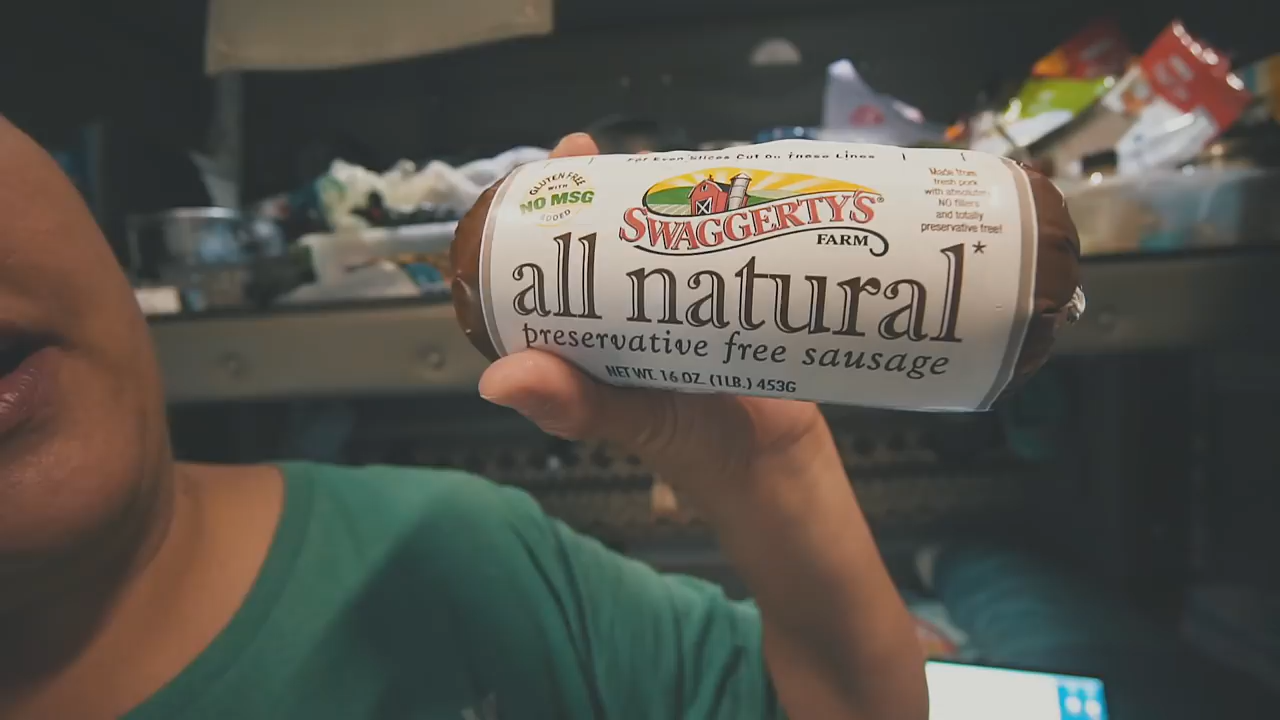 For Even Slices Cut On These Lines
GLUTEN FREE
WITH
NO MSG
ADDED
SWAGGERTY'S®
FARM
Made from
fresh pork
with absolutely
NO fillers
and totally
preservative free!
all natural*
preservative free sausage
NET WT. 16 OZ. (1LB.) 453G